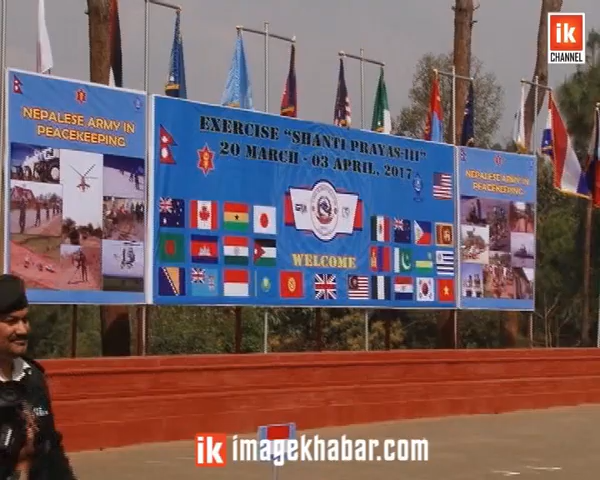 ik
CHANNEL
NEPALESE ARMY IN
PEACEKEEPING
EXERCISE "SHANTI PRAYAS-III"
20 MARCH - 03 APRIL, 2017
WELCOME
NEPALESE ARMY IN
PEACEKEEPING
ik imagekhabar.com